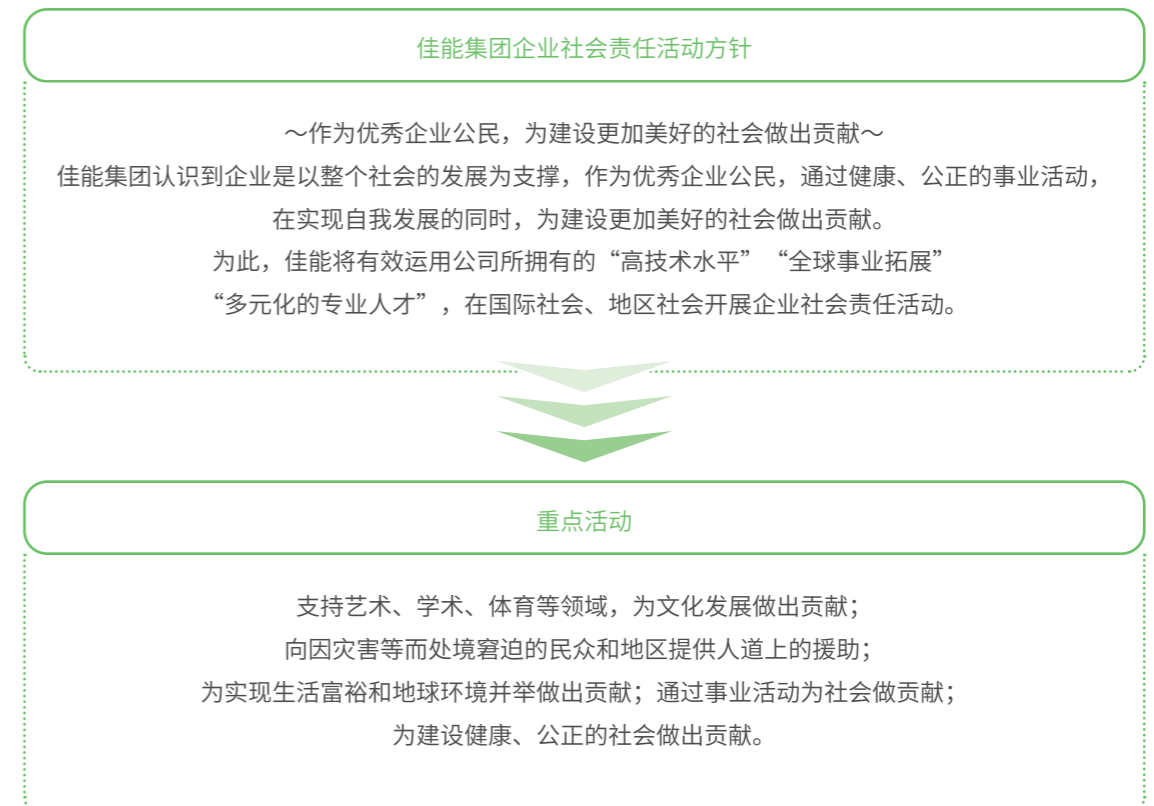 佳能集团企业社会责任活动方针
～作为优秀企业公民，为建设更加美好的社会做出贡献～
佳能集团认识到企业是以整个社会的发展为支撑，作为优秀企业公民，通过健康、公正的事业活动，
在实现自我发展的同时，为建设更加美好的社会做出贡献。
为此，佳能将有效运用公司所拥有的“高技术水平”“全球事业拓展”
“多元化的专业人才”，在国际社会、地区社会开展企业社会责任活动。
重点活动
支持艺术、学术、体育等领域，为文化发展做出贡献；
向因灾害等而处境窘迫的民众和地区提供人道上的援助；
为实现生活富裕和地球环境并举做出贡献；通过事业活动为社会做贡献；
为建设健康、公正的社会做出贡献。